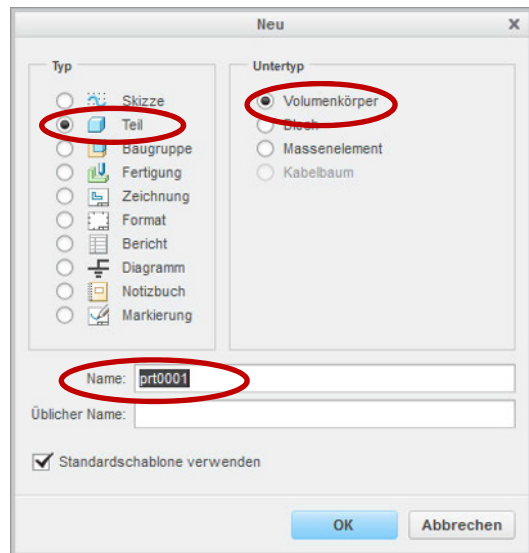 Neu
X
Typ
Skizze
Teil
Baugruppe
Fertigung
Zeichnung
Format
Bericht
Diagramm
Notizbuch
Markierung
Untertyp
Volumenkörper
Blech
Massenelement
Kabelbaum
Name: prt0001
Üblicher Name:
Standardschablone verwenden
OK Abbrechen